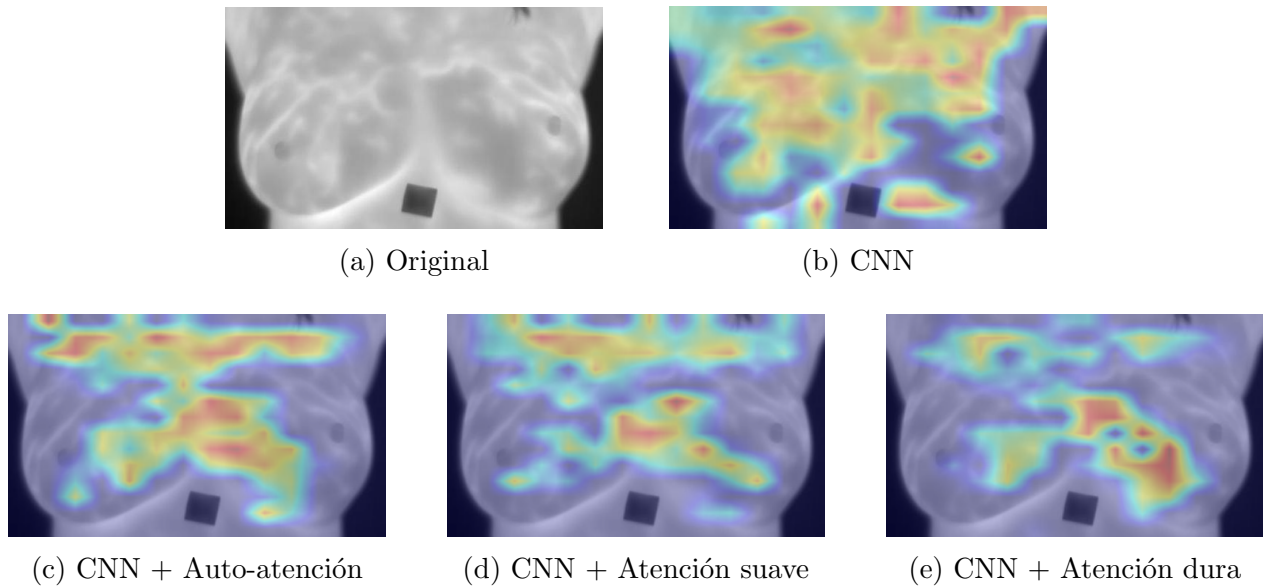 (a) Original
(b) CNN
(c) CNN + Auto-atención
(d) CNN + Atención suave
(e) CNN + Atención dura